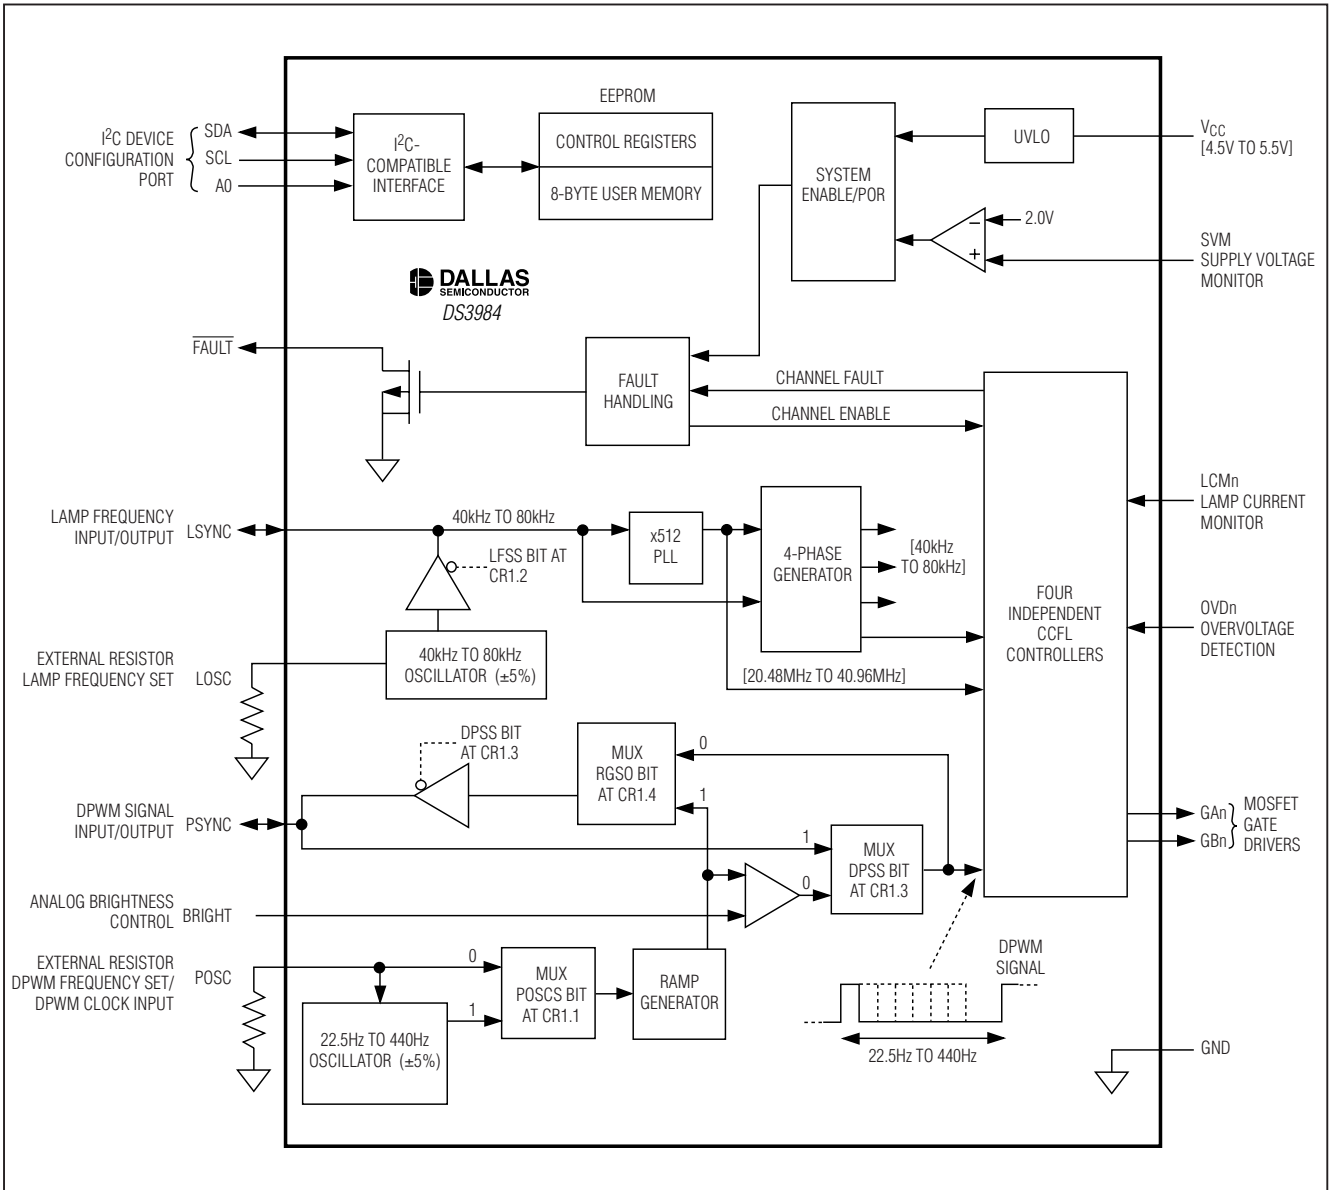 EEPROM
I2C DEVICE
CONFIGURATION
PORT
SDA
SCL
A0
I2C-
COMPATIBLE
INTERFACE
CONTROL REGISTERS
8-BYTE USER MEMORY
SYSTEM
ENABLE/POR
UVLO
VCC
[4.5V TO 5.5V]
2.0V
−
+
SVM
SUPPLY VOLTAGE
MONITOR
DALLAS
SEMICONDUCTOR
DS3984
FAULT
FAULT
HANDLING
CHANNEL FAULT
CHANNEL ENABLE
LAMP FREQUENCY
INPUT/OUTPUT
LSYNC
40kHz TO 80kHz
LFSS BIT AT
CR1.2
x512
PLL
4-PHASE
GENERATOR
[40kHz
TO 80kHz]
FOUR
INDEPENDENT
CCFL
CONTROLLERS
LCMn
LAMP CURRENT
MONITOR
OVDn
OVERVOLTAGE
DETECTION
EXTERNAL RESISTOR
LAMP FREQUENCY SET
LOSC
40kHz TO 80kHz
OSCILLATOR (±5%)
[20.48MHz TO 40.96MHz]
DPSS BIT
AT CR1.3
MUX
RGSO BIT
AT CR1.4
0
1
DPWM SIGNAL
INPUT/OUTPUT
PSYNC
1
0
MUX
DPSS BIT
AT CR1.3
GAn
GBn
MOSFET
GATE
DRIVERS
ANALOG BRIGHTNESS
CONTROL
BRIGHT
EXTERNAL RESISTOR
DPWM FREQUENCY SET/
DPWM CLOCK INPUT
POSC
0
1
MUX
POSCS BIT
AT CR1.1
RAMP
GENERATOR
22.5Hz TO 440Hz
OSCILLATOR (±5%)
DPWM
SIGNAL
22.5Hz TO 440Hz
GND